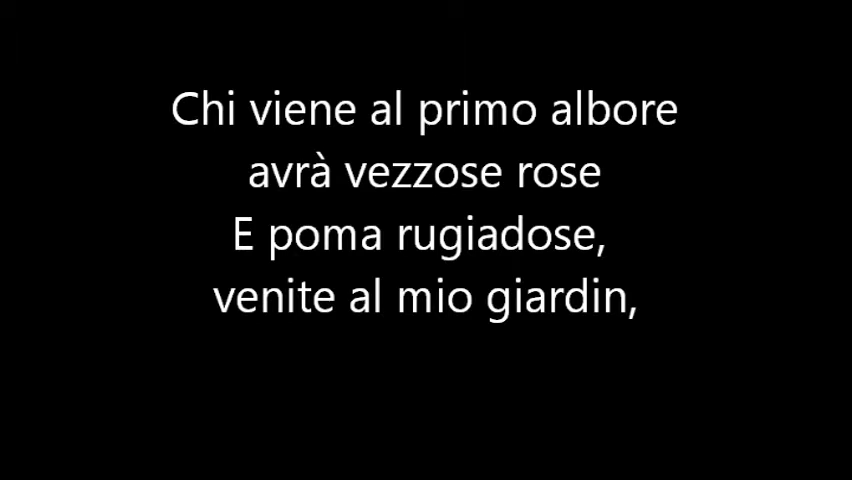 Chi viene al primo albore
avrà vezzose rose
E poma rugiadose,
venite al mio giardin,